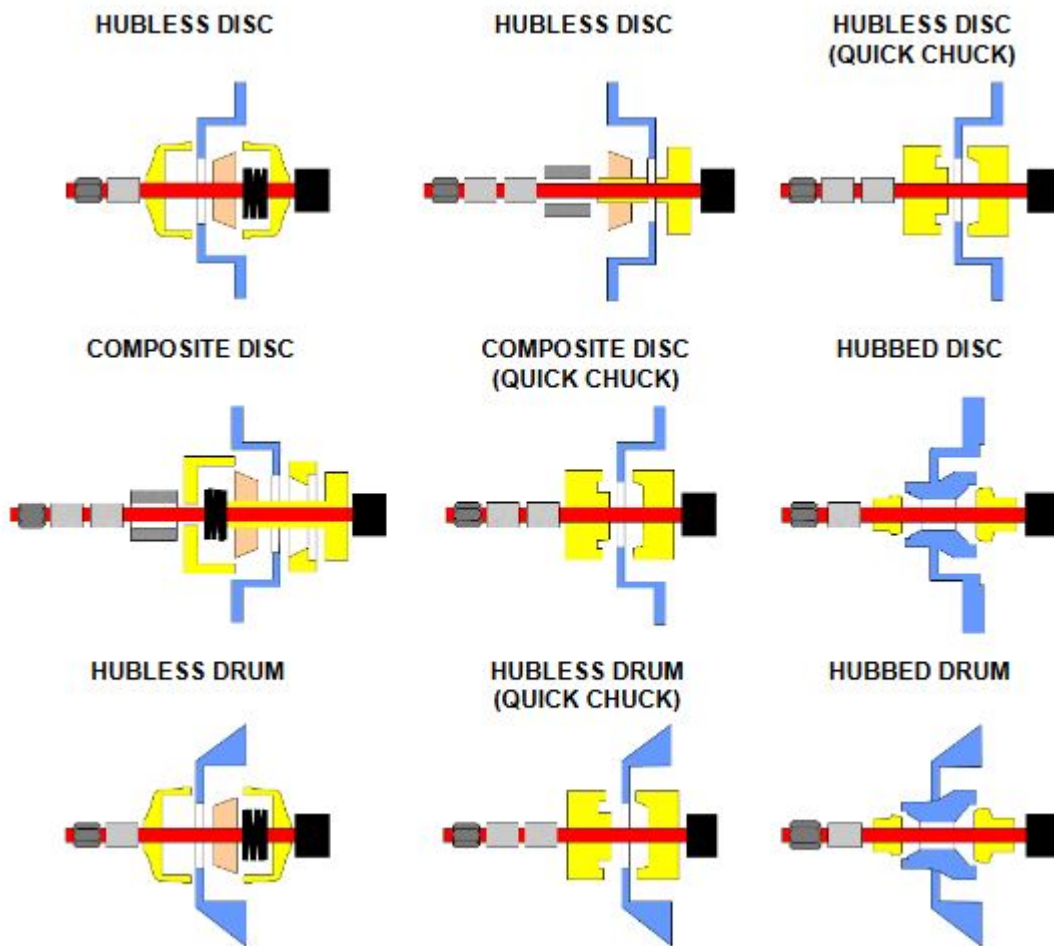 HUBLESS DISC
HUBLESS DISC
HUBLESS DISC
(QUICK CHUCK)
COMPOSITE DISC
COMPOSITE DISC
(QUICK CHUCK)
HUBBED DISC
HUBLESS DRUM
HUBLESS DRUM
(QUICK CHUCK)
HUBBED DRUM